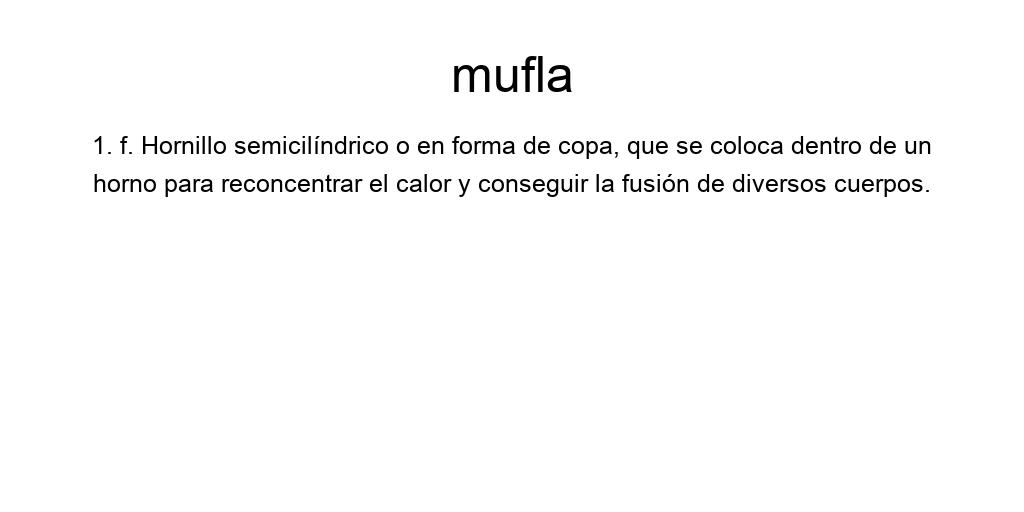 mufla
1. f. Hornillo semicilíndrico o en forma de copa, que se coloca dentro de un
horno para reconcentrar el calor y conseguir la fusión de diversos cuerpos.